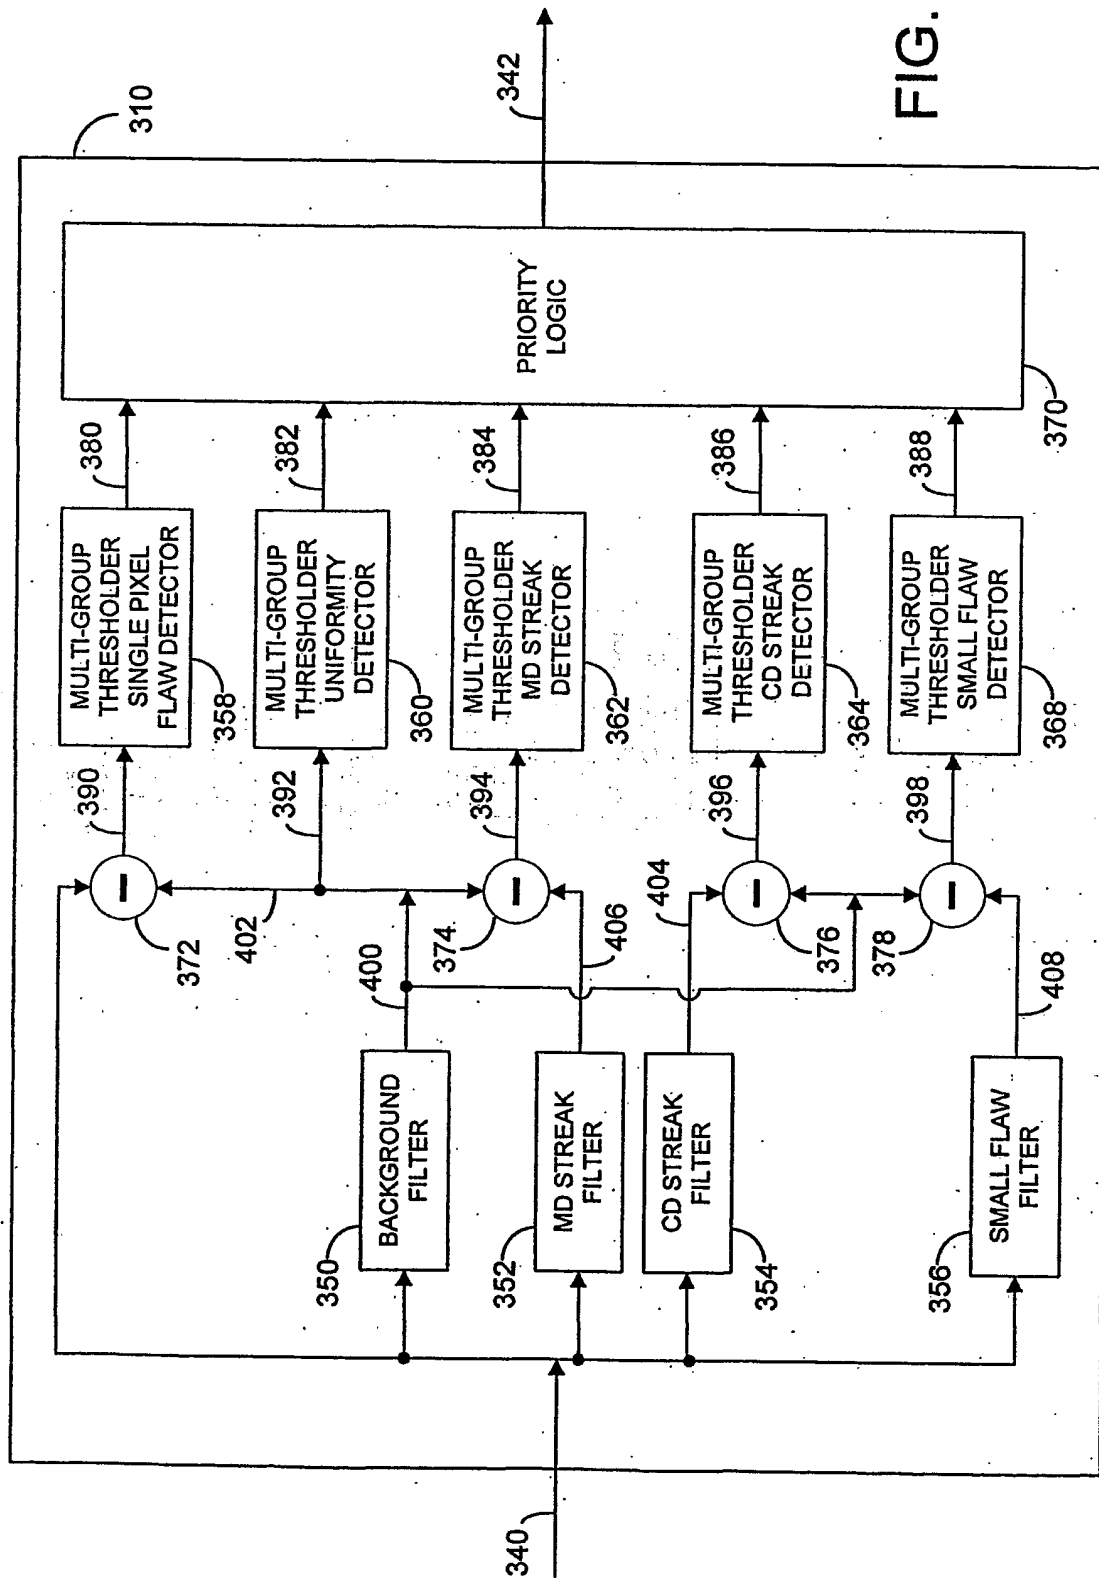 310
342
FIG.
PRIORITY
LOGIC
370
380
382
384
386
388
MULTI-GROUP
THRESHOLDER
SINGLE PIXEL
FLAW DETECTOR
358
MULTI-GROUP
THRESHOLDER
UNIFORMITY
DETECTOR
360
MULTI-GROUP
THRESHOLDER
MD STREAK
DETECTOR
362
MULTI-GROUP
THRESHOLDER
CD STREAK
DETECTOR
364
MULTI-GROUP
THRESHOLDER
SMALL FLAW
DETECTOR
368
390
392
394
396
398
372
402
400
374
406
404
376
378
408
BACKGROUND
FILTER
350
MD STREAK
FILTER
352
CD STREAK
FILTER
354
SMALL FLAW
FILTER
356
340